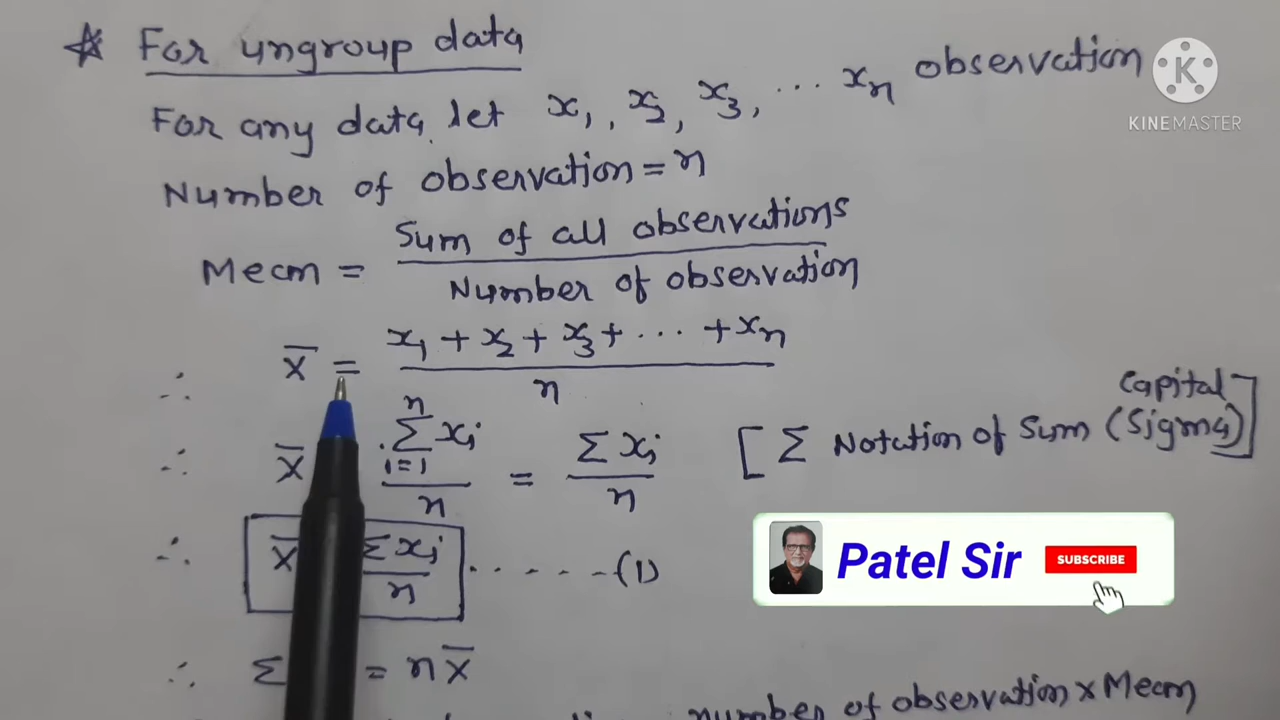 ☆ For ungroup data
For any data let x₁, x₂, x₃, ... xₙ observation
Number of observation = n
Mean = Sum of all observations / Number of observation
∴ x̅ = x₁ + x₂ + x₃ + ... + xₙ / n
∴ x̅ ∑ⁿᵢ₌₁ xᵢ / n = Σxᵢ / n [Σ Notation of Sum (Capital Sigma)]
∴ x̅ Σxᵢ / n ......(1)
∴ Σ = nx̅
number of observation x Mean
KINEMASTER
Patel Sir SUBSCRIBE